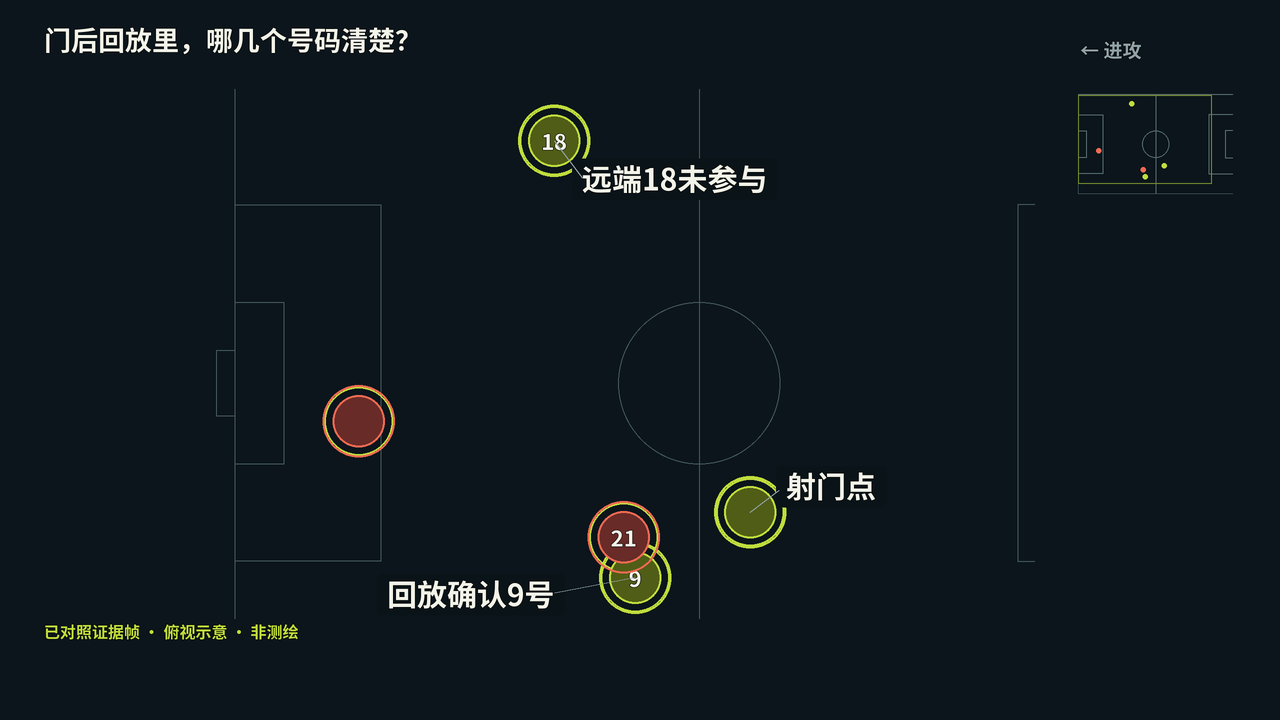 门后回放里，哪几个号码清楚？
← 进攻
18
远端18未参与
射门点
21
9
回放确认9号
已对照证据帧 · 俯视示意 · 非测绘